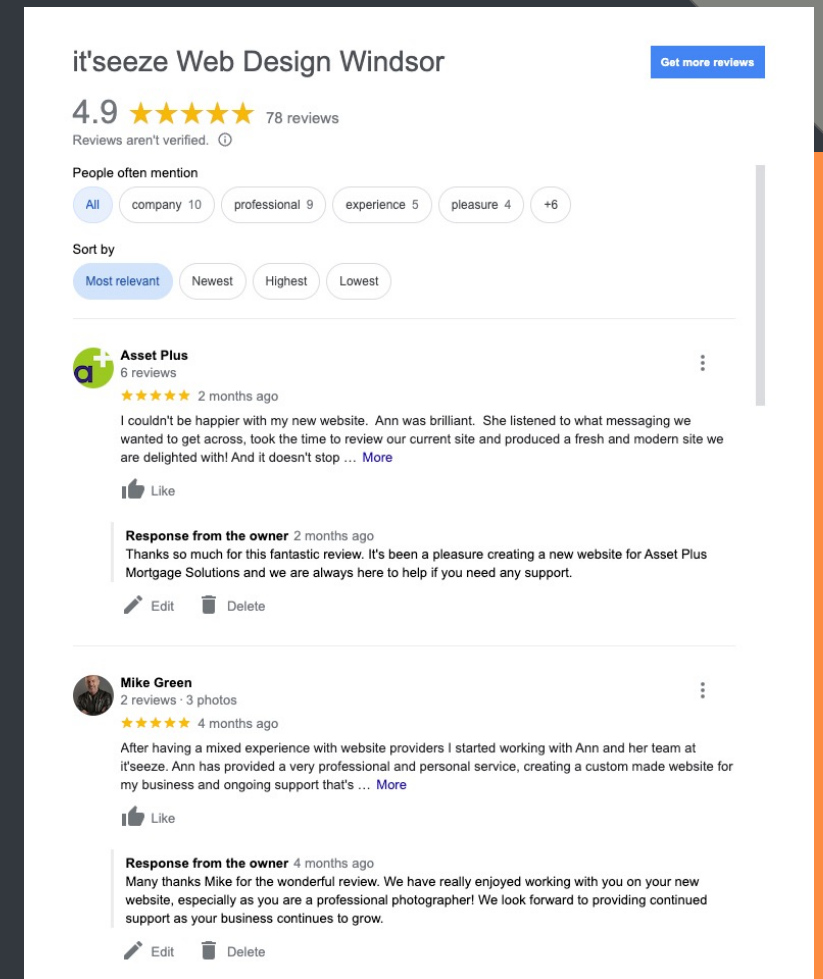 it'seeze Web Design Windsor
Get more reviews
4.9 78 reviews
Reviews aren't verified.
People often mention
All company 10 professional 9 experience 5 pleasure 4 +6
Sort by
Most relevant Newest Highest Lowest
a+
Asset Plus
6 reviews
2 months ago
I couldn't be happier with my new website. Ann was brilliant. She listened to what messaging we
wanted to get across, took the time to review our current site and produced a fresh and modern site we
are delighted with! And it doesn't stop … More
Like
Response from the owner 2 months ago
Thanks so much for this fantastic review. It's been a pleasure creating a new website for Asset Plus
Mortgage Solutions and we are always here to help if you need any support.
Edit Delete
Mike Green
2 reviews · 3 photos
4 months ago
After having a mixed experience with website providers I started working with Ann and her team at
it'seeze. Ann has provided a very professional and personal service, creating a custom made website for
my business and ongoing support that's … More
Like
Response from the owner 4 months ago
Many thanks Mike for the wonderful review. We have really enjoyed working with you on your new
website, especially as you are a professional photographer! We look forward to providing continued
support as your business continues to grow.
Edit Delete